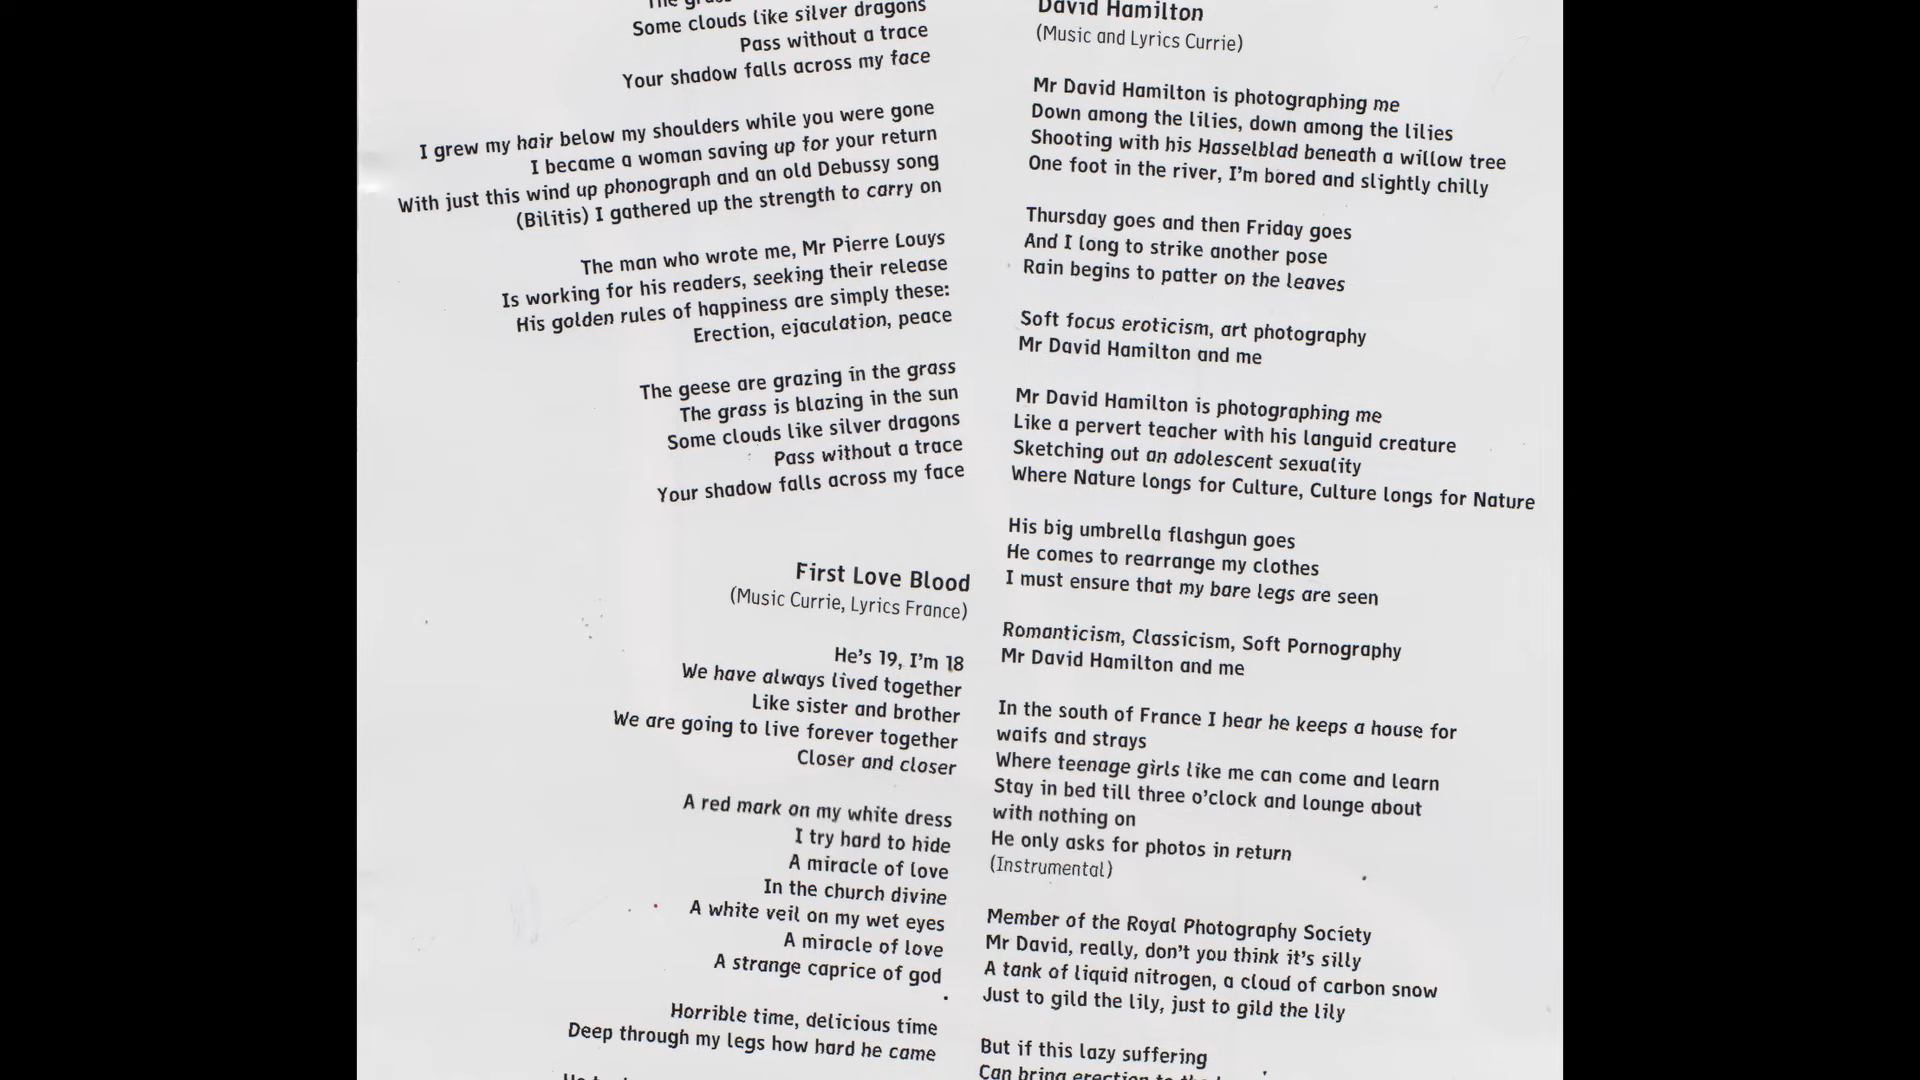 Some clouds like silver dragons
Pass without a trace
Your shadow falls across my face
I grew my hair below my shoulders while you were gone
I became a woman saving up for your return
With just this wind up phonograph and an old Debussy song
(Bilitis) I gathered up the strength to carry on
The man who wrote me, Mr Pierre Louys
Is working for his readers, seeking their release
His golden rules of happiness are simply these:
Erection, ejaculation, peace
The geese are grazing in the grass
The grass is blazing in the sun
Some clouds like silver dragons
Pass without a trace
Your shadow falls across my face
First Love Blood
(Music Currie, Lyrics France)
He's 19, I'm 18
We have always lived together
Like sister and brother
We are going to live forever together
Closer and closer
A red mark on my white dress
I try hard to hide
A miracle of love
In the church divine
A white veil on my wet eyes
A miracle of love
A strange caprice of god
Horrible time, delicious time
Deep through my legs how hard he came
David Hamilton
(Music and Lyrics Currie)
Mr David Hamilton is photographing me
Down among the lilies, down among the lilies
Shooting with his Hasselblad beneath a willow tree
One foot in the river, I'm bored and slightly chilly
Thursday goes and then Friday goes
And I long to strike another pose
Rain begins to patter on the leaves
Soft focus eroticism, art photography
Mr David Hamilton and me
Mr David Hamilton is photographing me
Like a pervert teacher with his languid creature
Sketching out an adolescent sexuality
Where Nature longs for Culture, Culture longs for Nature
His big umbrella flashgun goes
He comes to rearrange my clothes
I must ensure that my bare legs are seen
Romanticism, Classicism, Soft Pornography
Mr David Hamilton and me
In the south of France I hear he keeps a house for
waifs and strays
Where teenage girls like me can come and learn
Stay in bed till three o'clock and lounge about
with nothing on
He only asks for photos in return
(Instrumental)
Member of the Royal Photography Society
Mr David, really, don't you think it's silly
A tank of liquid nitrogen, a cloud of carbon snow
Just to gild the lily, just to gild the lily
But if this lazy suffering
Can bring erection to the